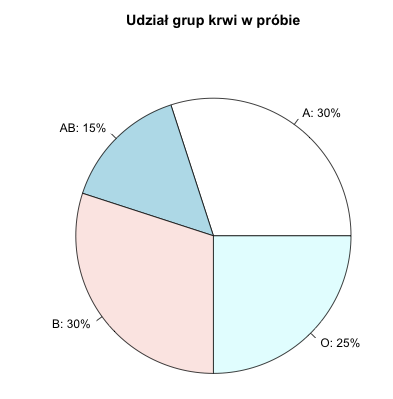 Udział grup krwi w próbie
A: 30%
AB: 15%
B: 30%
O: 25%